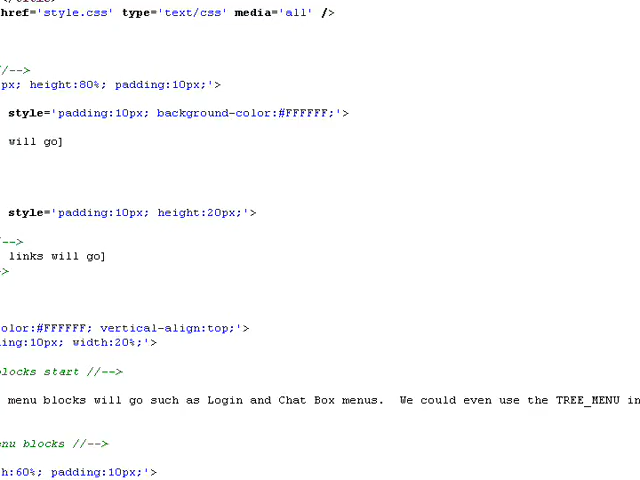 href='style.css' type='text/css' media='all' />
//-->
px; height:80%; padding:10px;'>
style='padding:10px; background-color:#FFFFFF;'>
will go]
style='padding:10px; height:20px;'>
/-->
links will go]
->
olor:#FFFFFF; vertical-align:top;'>
ing:10px; width:20%;'>
locks start //-->
menu blocks will go such as Login and Chat Box menus.  We could even use the TREE_MENU in
nu blocks //-->
h:60%; padding:10px;'>